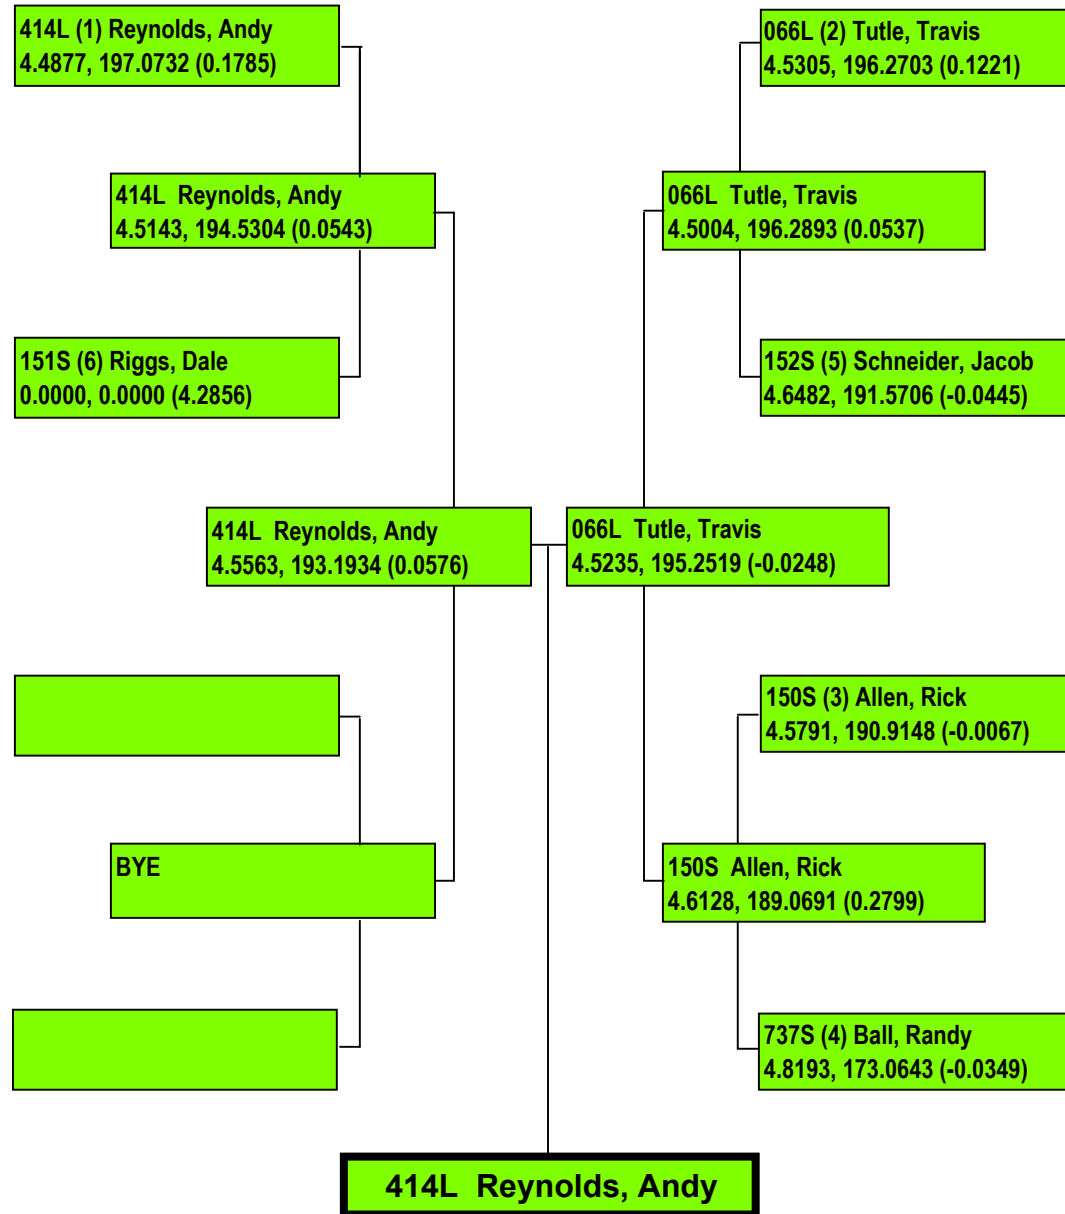 414L (1) Reynolds, Andy
4.4877, 197.0732 (0.1785)
066L (2) Tutle, Travis
4.5305, 196.2703 (0.1221)
414L Reynolds, Andy
4.5143, 194.5304 (0.0543)
066L Tutle, Travis
4.5004, 196.2893 (0.0537)
151S (6) Riggs, Dale
0.0000, 0.0000 (4.2856)
152S (5) Schneider, Jacob
4.6482, 191.5706 (-0.0445)
414L Reynolds, Andy
4.5563, 193.1934 (0.0576)
066L Tutle, Travis
4.5235, 195.2519 (-0.0248)
150S (3) Allen, Rick
4.5791, 190.9148 (-0.0067)
BYE
150S Allen, Rick
4.6128, 189.0691 (0.2799)
737S (4) Ball, Randy
4.8193, 173.0643 (-0.0349)
414L Reynolds, Andy